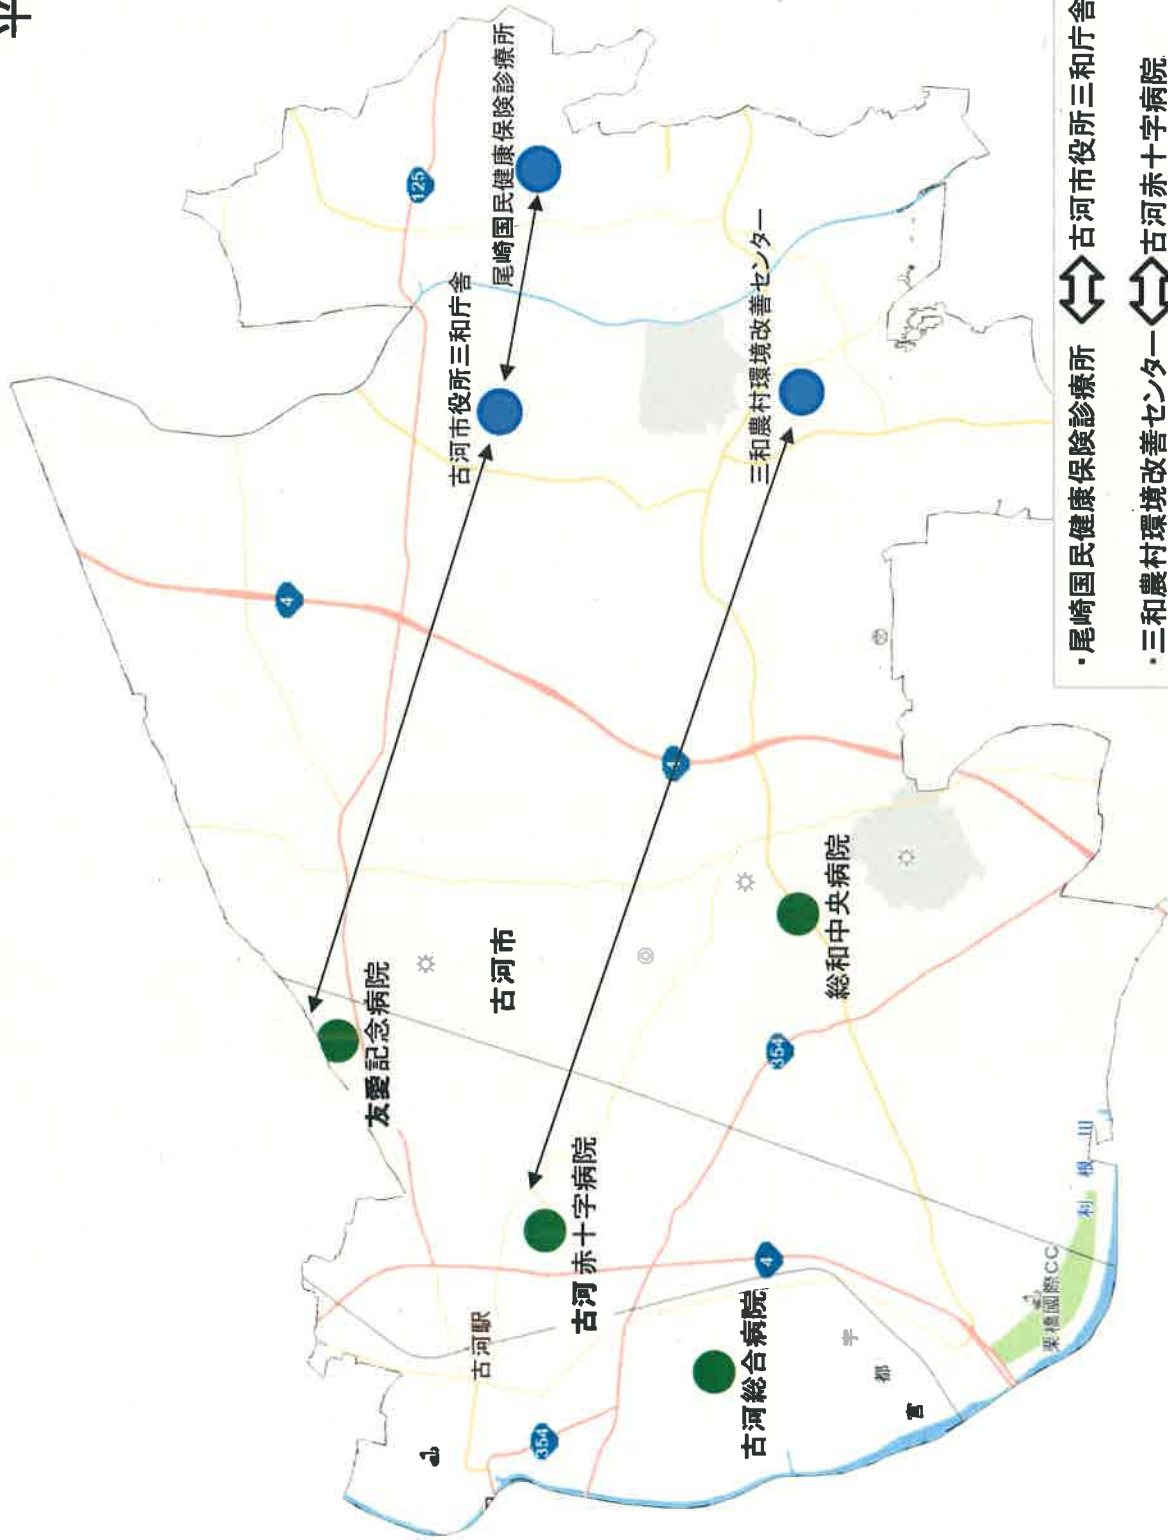 平
125
尾崎国民健康保険診療所
古河市役所三和庁舎
三和農村環境改善センター
4
4
友愛記念病院
古河市
総和中央病院
354
古河赤十字病院
4
古河駅
古河総合病院
354
栗橋國際CC
利根川
宇
都
宮
・尾崎国民健康保険診療所 ⇔ 古河市役所三和庁舎
・三和農村環境改善センター ⇔ 古河赤十字病院